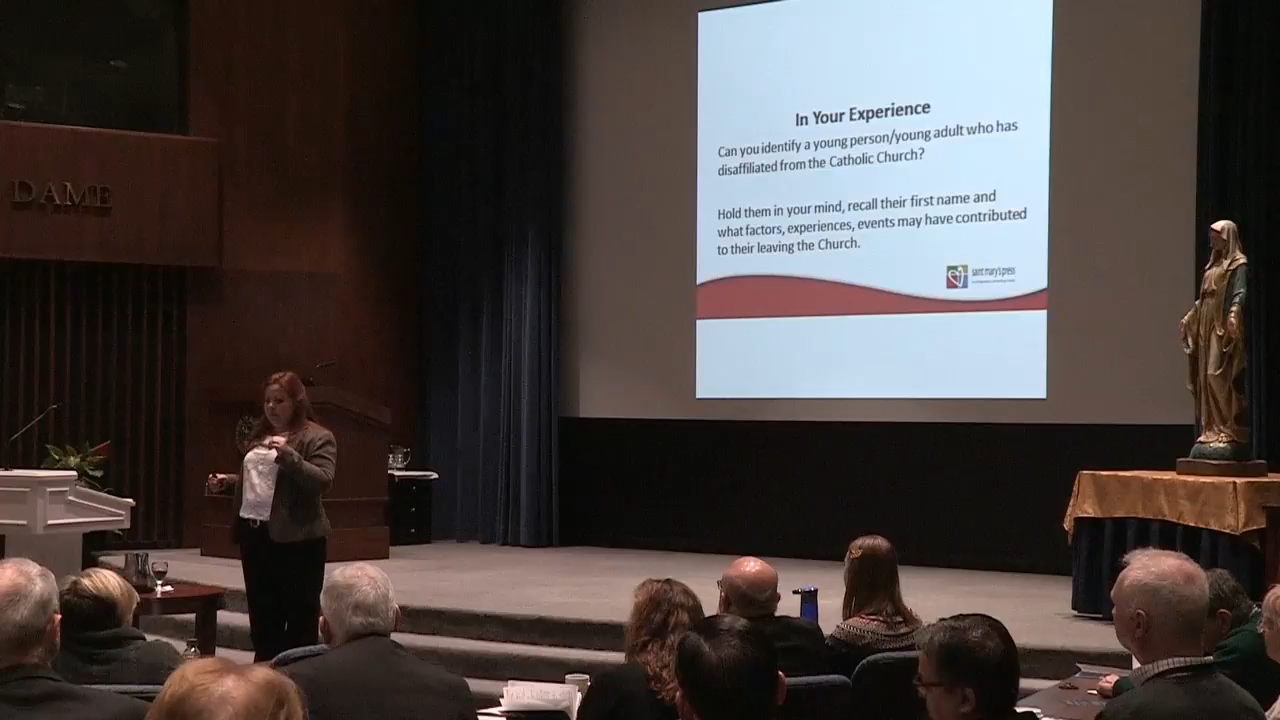 DAME
In Your Experience
Can you identify a young person/young adult who has
disaffiliated from the Catholic Church?
Hold them in your mind, recall their first name and
what factors, experiences, events may have contributed
to their leaving the Church.
saint mary's press